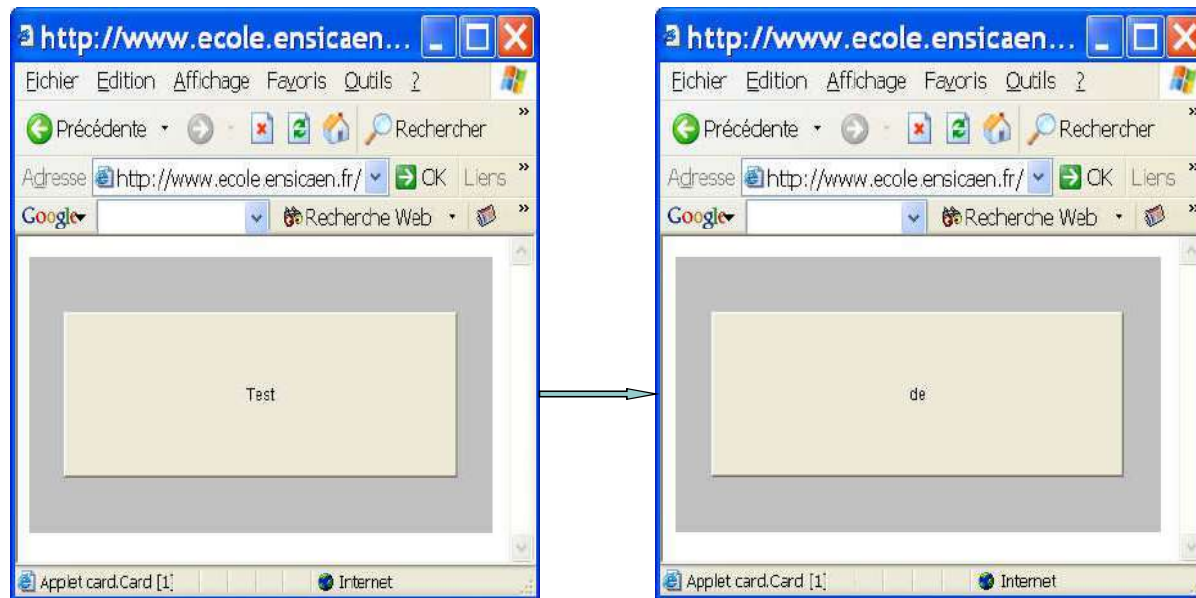 http://www.ecole.ensicaen...
Fichier Edition Affichage Favoris Outils ?
Précédente Rechercher »
Adresse http://www.ecole.ensicaen.fr/ OK Liens »
Google Recherche Web »
Test
Applet card.Card [1] Internet
http://www.ecole.ensicaen...
Fichier Edition Affichage Favoris Outils ?
Précédente Rechercher »
Adresse http://www.ecole.ensicaen.fr/ OK Liens »
Google Recherche Web »
de
Applet card.Card [1] Internet